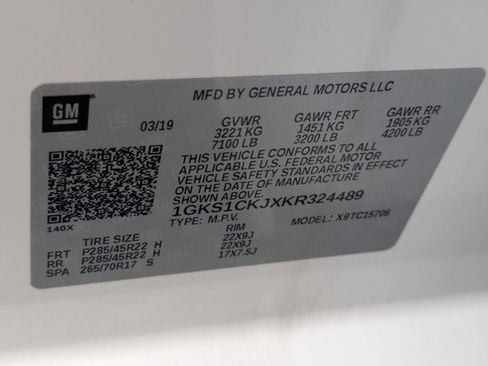 GM
MFD BY GENERAL MOTORS LLC
03/19 GVWR GAWR FRT GAWR RR
3221 KG 1451 KG 1905 KG
7100 LB 3200 LB 4200 LB
THIS VEHICLE CONFORMS TO ALL
APPLICABLE U.S. FEDERAL MOTOR
VEHICLE SAFETY STANDARDS IN EFFECT
ON THE DATE OF MANUFACTURE
SHOWN ABOVE.
1GKS1CKJXKR324489
TYPE: M.P.V. MODEL: X9TC15706
140X
TIRE SIZE RIM
FRT P285/45R22 H 22X9J
RR P285/45R22 H 22X9J
SPA 265/70R17 S 17X7.5J